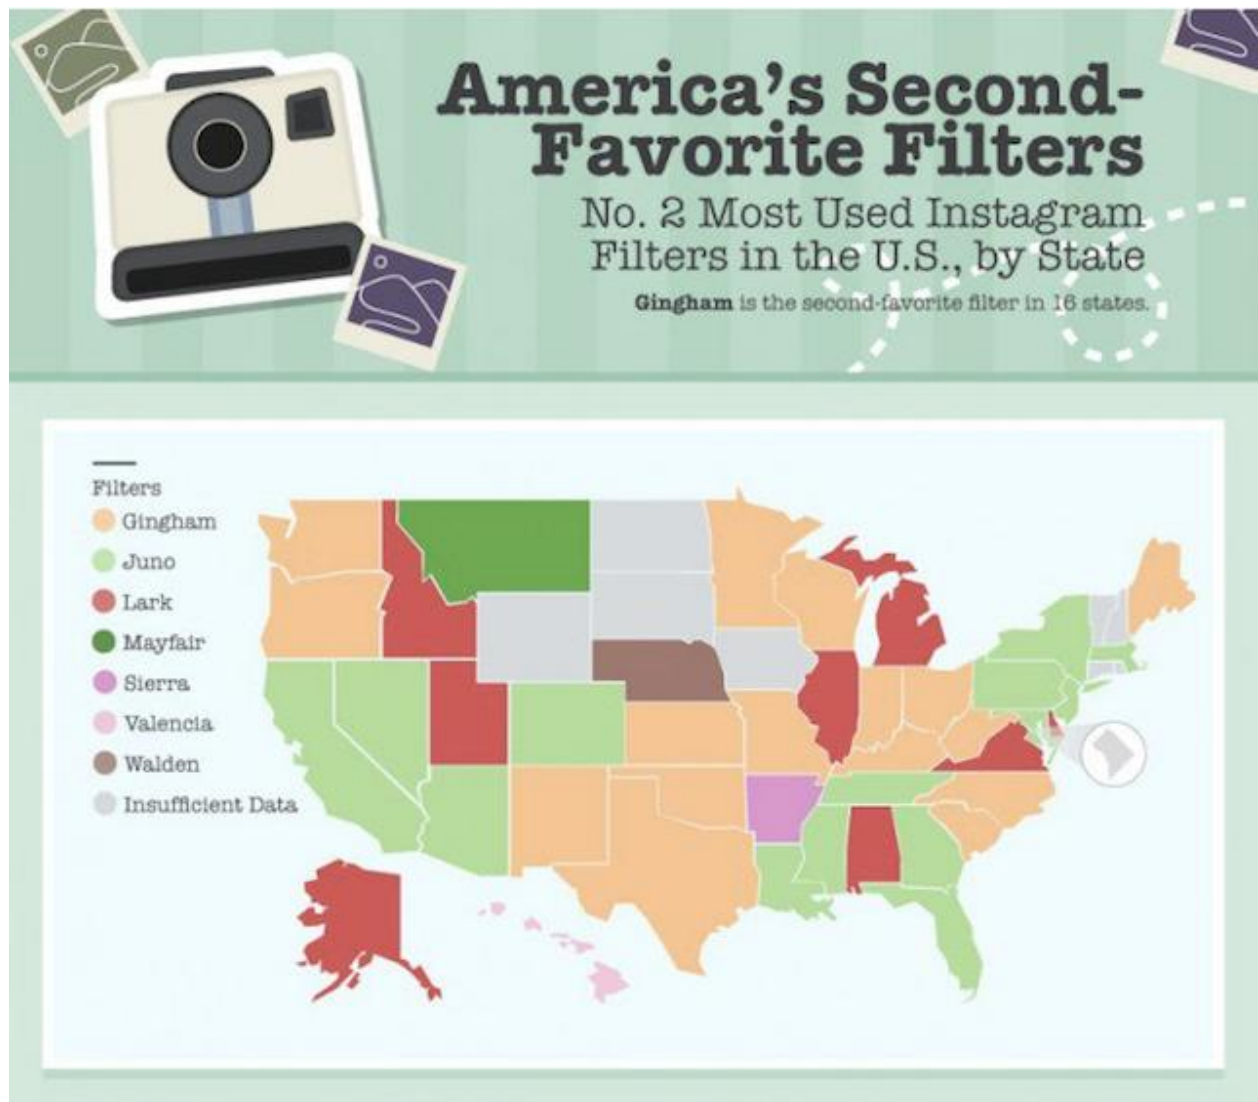 America's Second-
Favorite Filters
No. 2 Most Used Instagram
Filters in the U.S., by State
Gingham is the second-favorite filter in 16 states.
Filters
Gingham
Juno
Lark
Mayfair
Sierra
Valencia
Walden
Insufficient Data